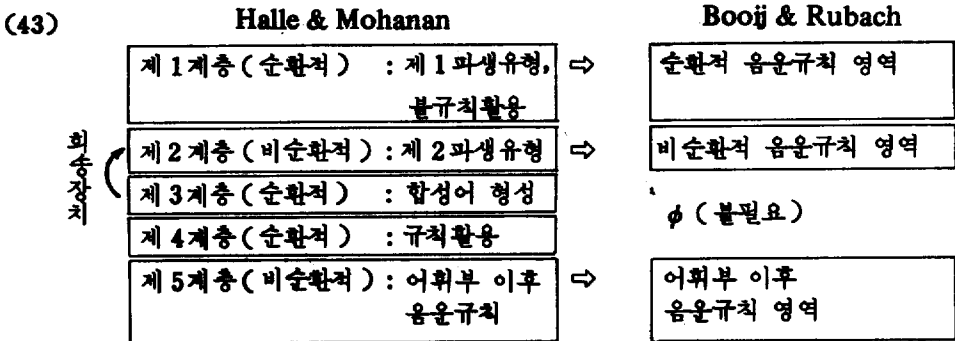 (43) Halle & Mohanan Booij & Rubach
제 1 계층 ( 순환적 ) : 제 1 파생유형, ⇨ 순환적 음운규칙 영역
불규칙활용
회송장치
제 2 계층 ( 비순환적 ) : 제 2 파생유형 ⇨ 비순환적 음운규칙 영역
제 3 계층 ( 순환적 ) : 합성어 형성
ϕ ( 불필요 )
제 4 계층 ( 순환적 ) : 규칙활용
제 5 계층 ( 비순환적 ) : 어휘부 이후 ⇨ 어휘부 이후
음운규칙 음운규칙 영역